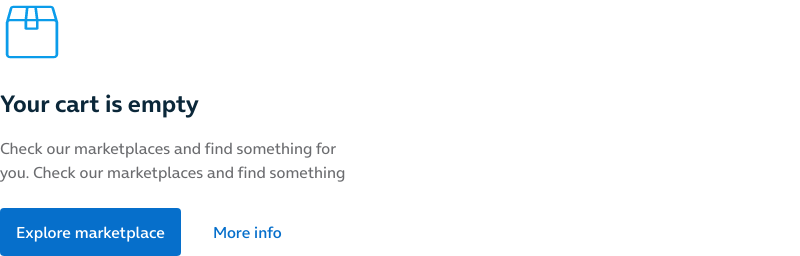 Your cart is empty
Check our marketplaces and find something for
you. Check our marketplaces and find something
Explore marketplace
More info